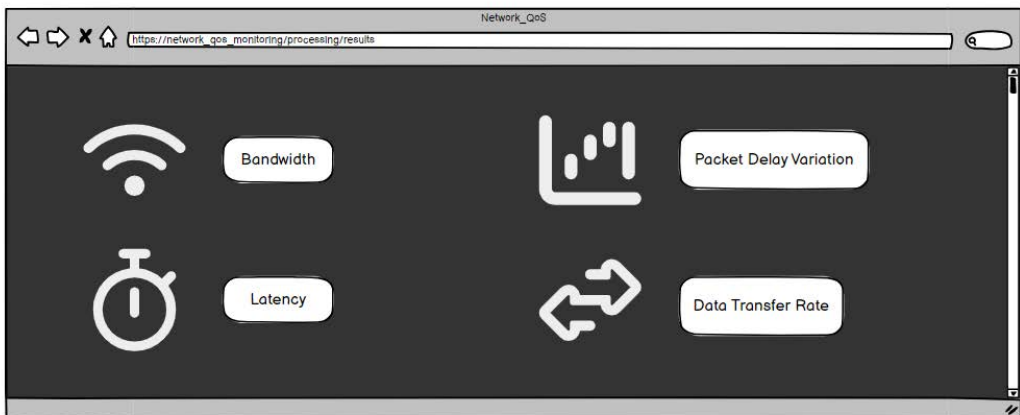 Network_QoS
https://network_qos_monitoring/processing/results
Bandwidth
Packet Delay Variation
Latency
Data Transfer Rate